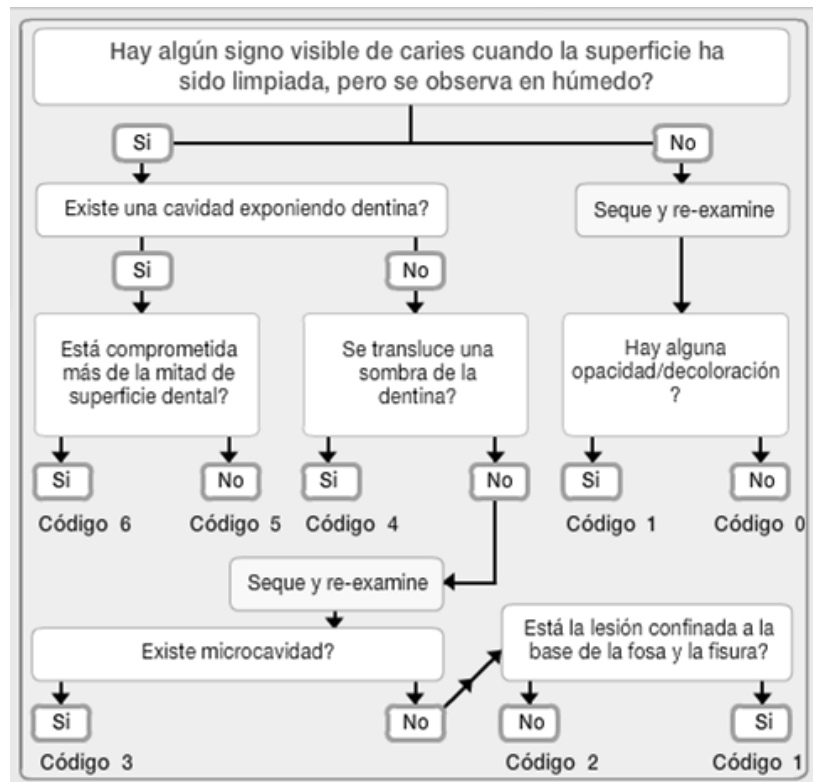 Hay algún signo visible de caries cuando la superficie ha
sido limpiada, pero se observa en húmedo?
Si
No
Existe una cavidad exponiendo dentina?
Seque y re-examine
Si
No
Está comprometida
más de la mitad de
superficie dental?
Se transluce una
sombra de la
dentina?
Hay alguna
opacidad/decoloración
?
Si
No
Si
No
Si
No
Código 6
Código 5
Código 4
Código 1
Código 0
Seque y re-examine
Existe microcavidad?
Está la lesión confinada a la
base de la fosa y la fisura?
Si
No
No
Si
Código 3
Código 2
Código 1